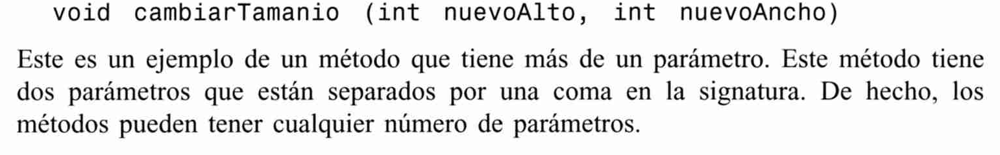 void cambiarTamanio (int nuevoAlto, int nuevoAncho)
Este es un ejemplo de un método que tiene más de un parámetro. Este método tiene
dos parámetros que están separados por una coma en la signatura. De hecho, los
métodos pueden tener cualquier número de parámetros.